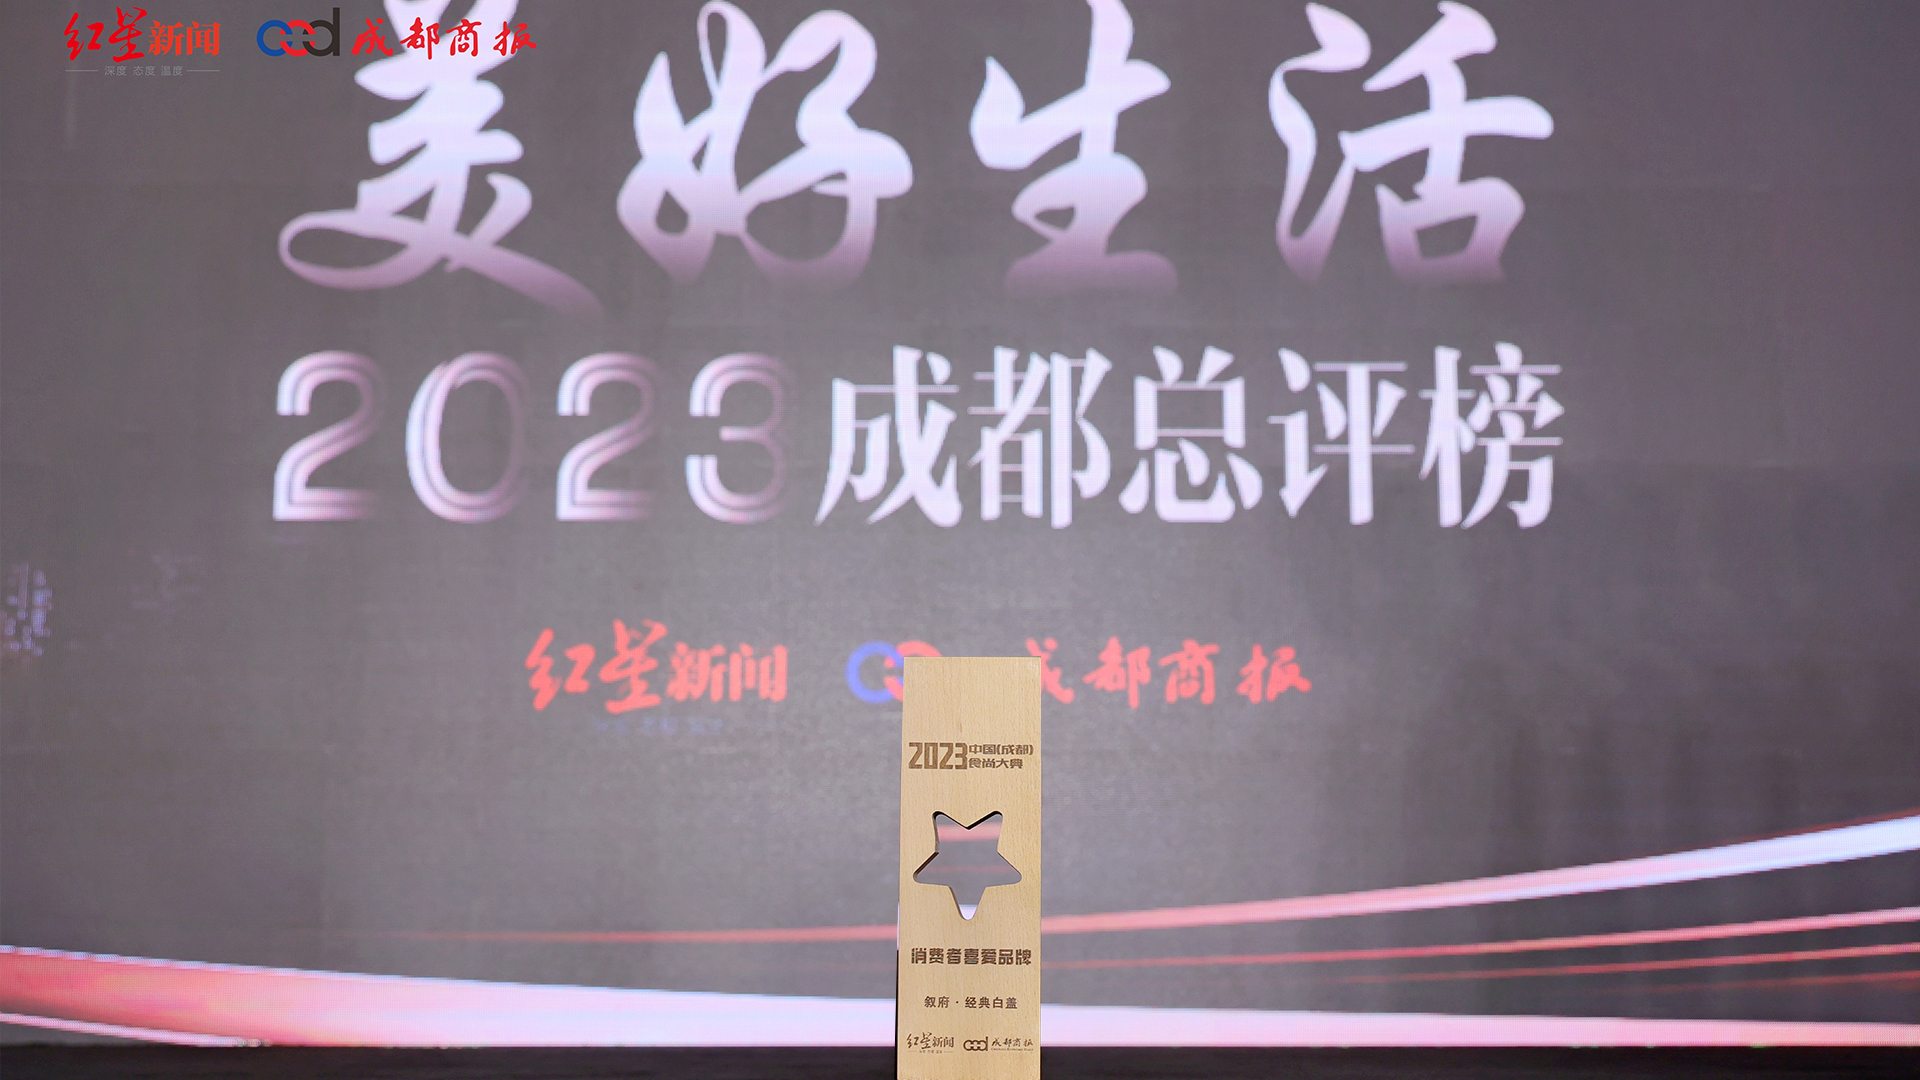 红星新闻
深度 态度 温度
成都商报
美好生活
2023成都总评榜
红星新闻
成都商报
2023中国(成都)
食尚大典
消费者喜爱品牌
叙府·经典白盖
红星新闻
成都商报